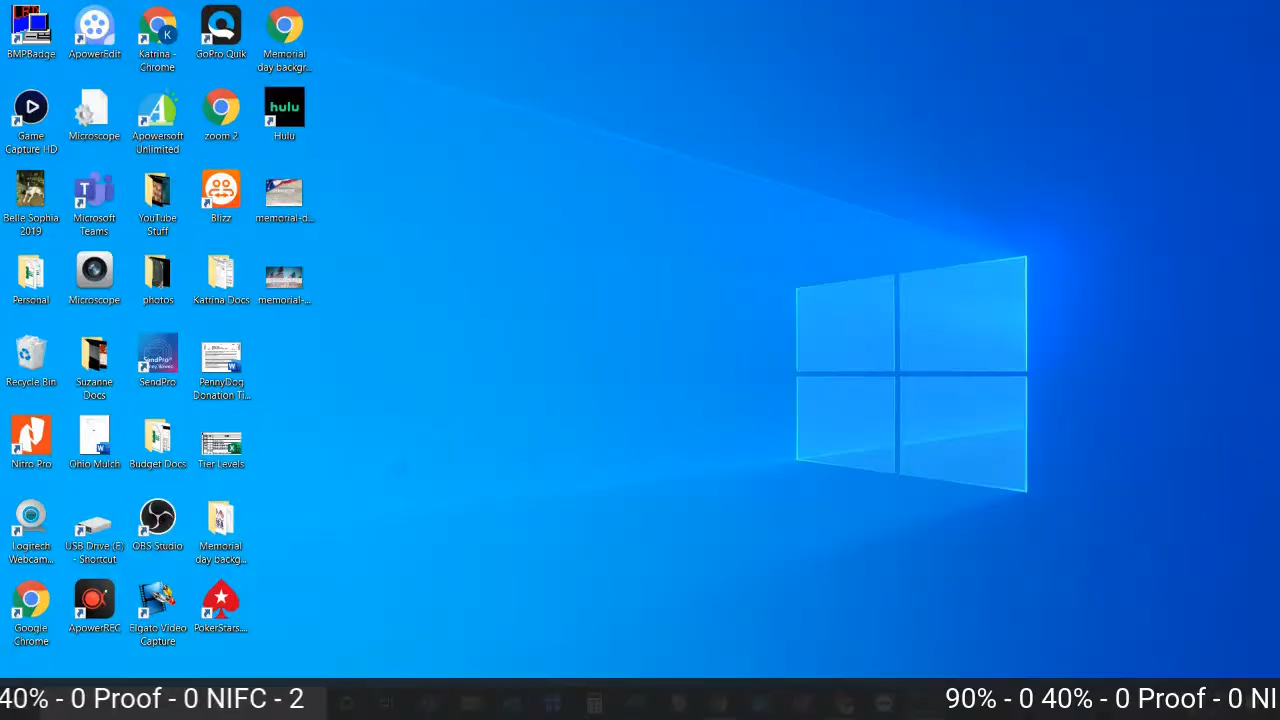 BMPBadge
ApowerEdit
Katrina -
Chrome
GoPro Quik
Memorial
day backgr...
Game
Capture HD
Microscope
Apowersoft
Unlimited
zoom 2
hulu
Hulu
Belle Sophia
2019
Microsoft
Teams
YouTube
Stuff
Blizz
memorial-d...
Personal
Microscope
photos
Katrina Docs
memorial-...
Recycle Bin
Suzanne
Docs
SendPro
SendPro
PennyDog
Donation Ti...
Nitro Pro
Ohio Mulch
Budget Docs
Tier Levels
Logitech
Webcam...
USB Drive (E)
- Shortcut
OBS Studio
Memorial
day backg...
Google
Chrome
ApowerREC
Elgato Video
Capture
PokerStars....
40% - 0 Proof - 0 NIFC - 2
90% - 0 40% - 0 Proof - 0 NI